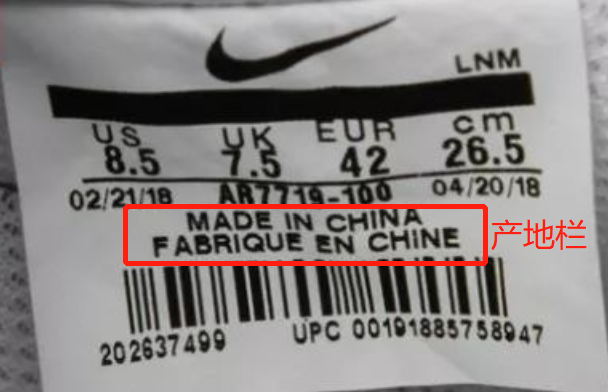 LNM
US UK EUR cm
8.5 7.5 42 26.5
02/21/18 AR7719-100 04/20/18
MADE IN CHINA
FABRIQUE EN CHINE
产地栏
202637499 UPC 00191885758947